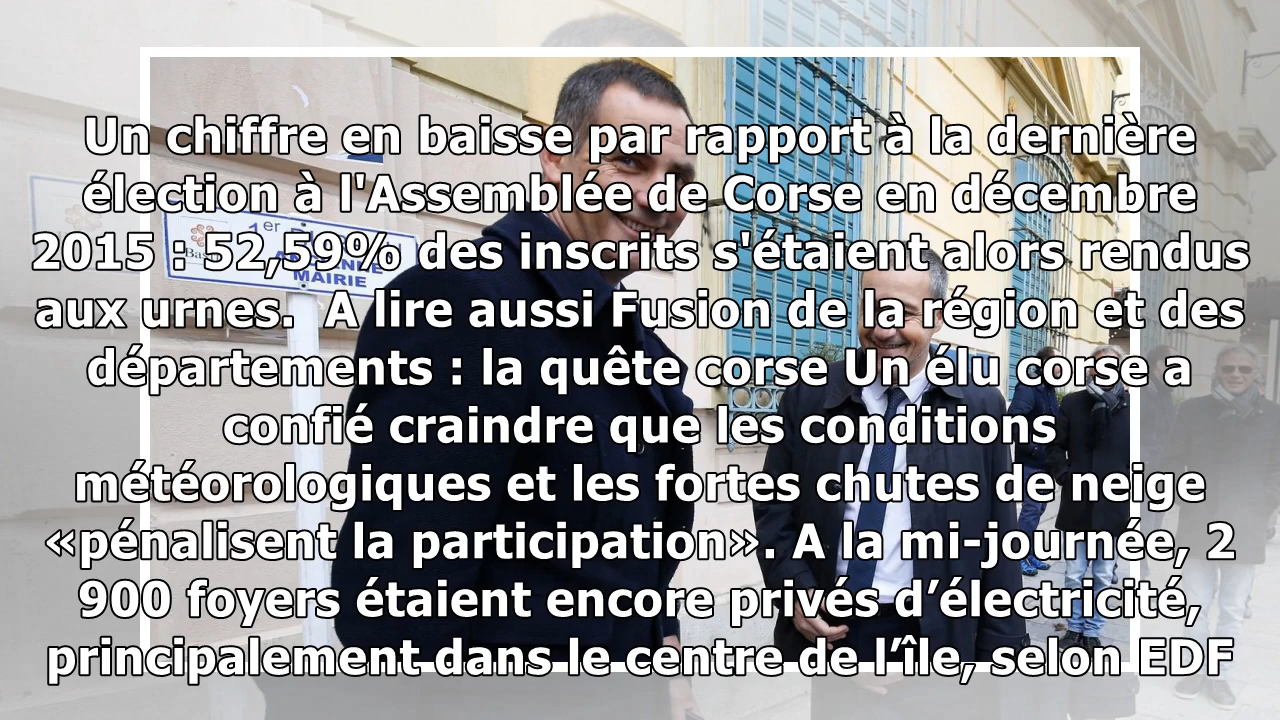 Un chiffre en baisse par rapport à la dernière
élection à l'Assemblée de Corse en décembre
2015 : 52,59% des inscrits s'étaient alors rendus
aux urnes.  A lire aussi Fusion de la région et des
départements : la quête corse Un élu corse a
confié craindre que les conditions
météorologiques et les fortes chutes de neige
«pénalisent la participation». A la mi-journée, 2
900 foyers étaient encore privés d’électricité,
principalement dans le centre de l’île, selon EDF
1er
MAIRIE